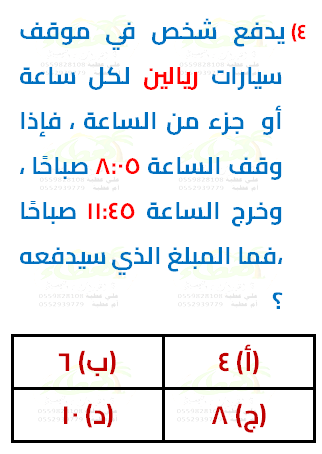 ٤) يدفع شخص في موقف
سيارات ريالين لكل ساعة
أو جزء من الساعة ، فإذا
وقف الساعة ٨:٠٥ صباحًا ،
وخرج الساعة ١١:٤٥ صباحًا
،فما المبلغ الذي سيدفعه
؟
(أ) ٤ (ب) ٦
(ج) ٨ (د) ١٠